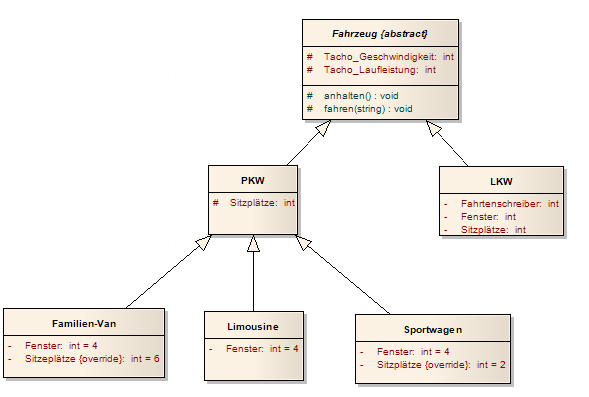 Fahrzeug {abstract}
# Tacho_Geschwindigkeit: int
# Tacho_Laufleistung: int
# anhalten() : void
# fahren(string) : void
PKW
# Sitzplätze: int
LKW
- Fahrtenschreiber: int
- Fenster: int
- Sitzplätze: int
Familien-Van
- Fenster: int = 4
- Sitzeplätze {override}: int = 6
Limousine
- Fenster: int = 4
Sportwagen
- Fenster: int = 4
- Sitzplätze {override}: int = 2